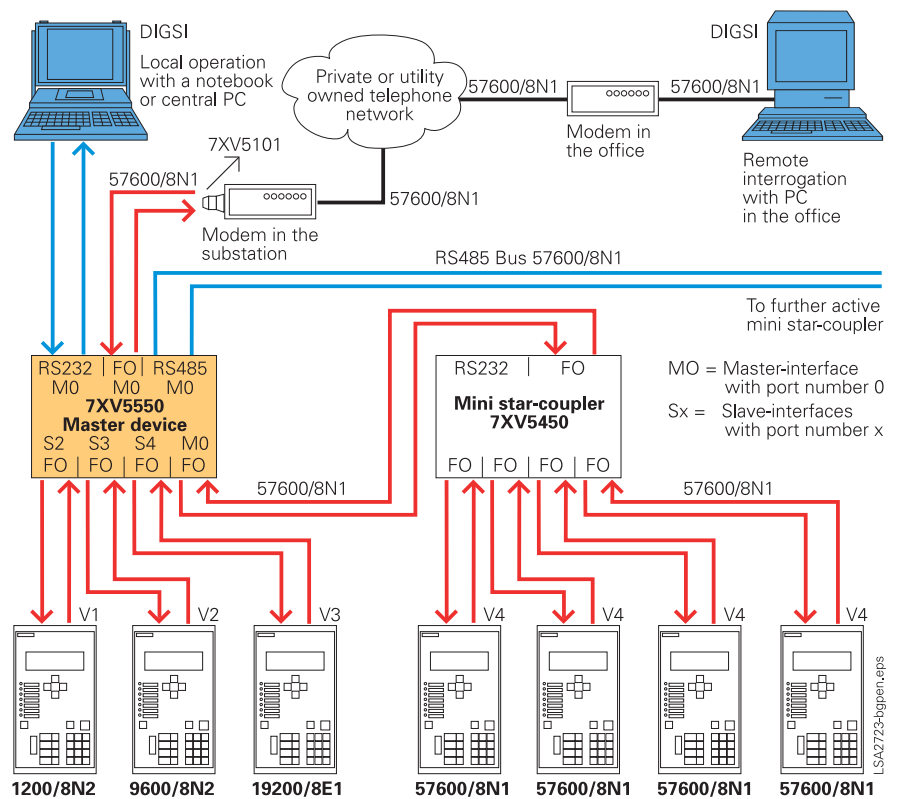 DIGSI
Local operation
with a notebook
or central PC
Private or utility
owned telephone
network
57600/8N1
57600/8N1
DIGSI
Modem in
the office
Remote
interrogation
with PC
in the office
7XV5101
57600/8N1
57600/8N1
Modem in the
substation
RS485 Bus 57600/8N1
To further active
mini star-coupler
RS232 FO RS485
M0 M0 M0
7XV5550
Master device
S2 S3 S4 M0
FO FO FO FO
RS232 FO
Mini star-coupler
7XV5450
FO FO FO FO
MO = Master-interface
with port number 0
Sx = Slave-interfaces
with port number x
57600/8N1
57600/8N1
V1 V2 V3 V4 V4 V4 V4
1200/8N2 9600/8N2 19200/8E1 57600/8N1 57600/8N1 57600/8N1 57600/8N1
LSA2723-bgpen.eps